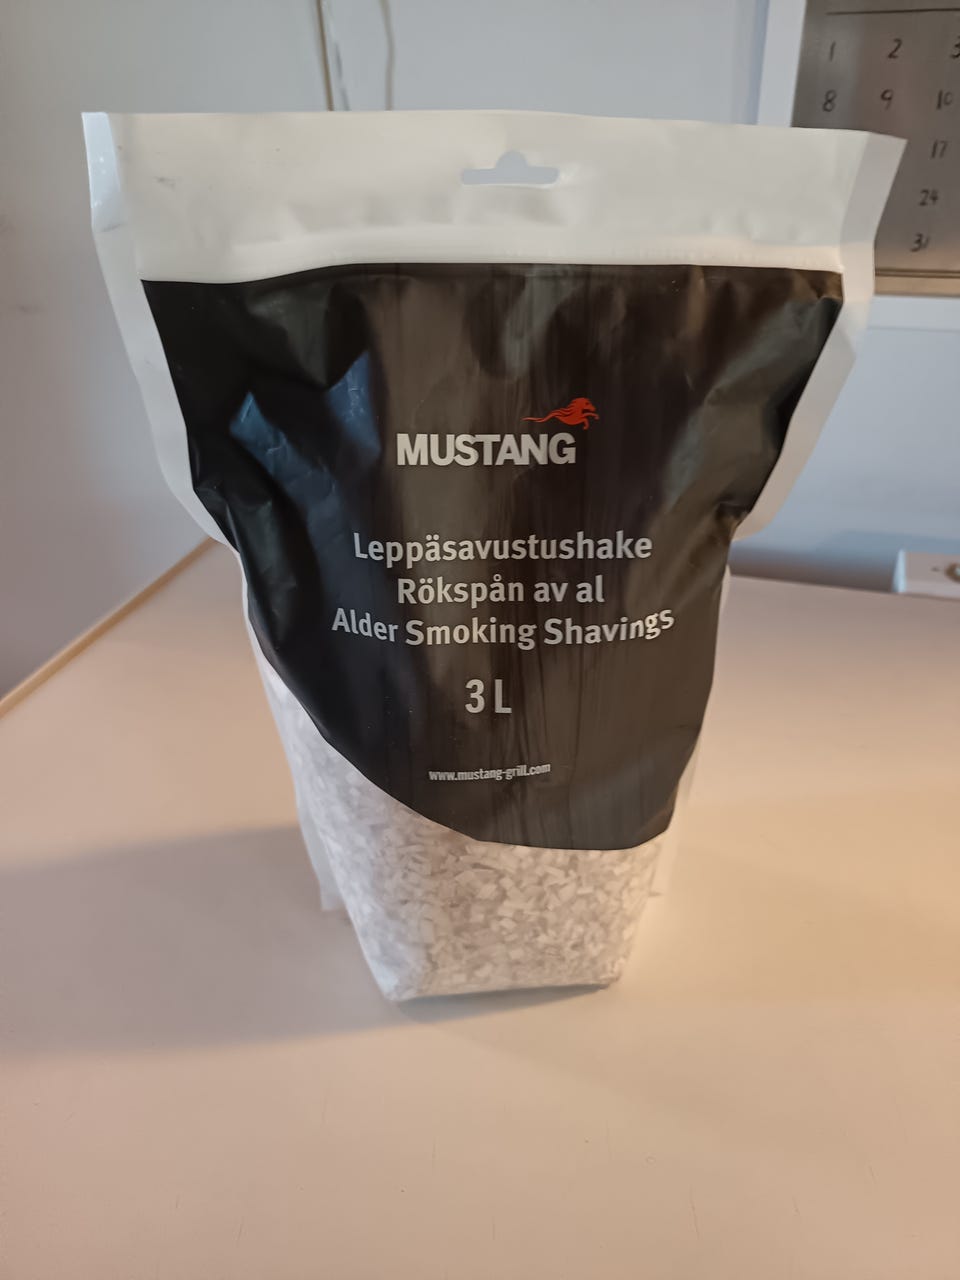 1 2 3
8 9 10
17
24
31
MUSTANG
Leppäsavustushake
Rökspån av al
Alder Smoking Shavings
3 L
www.mustang-grill.com